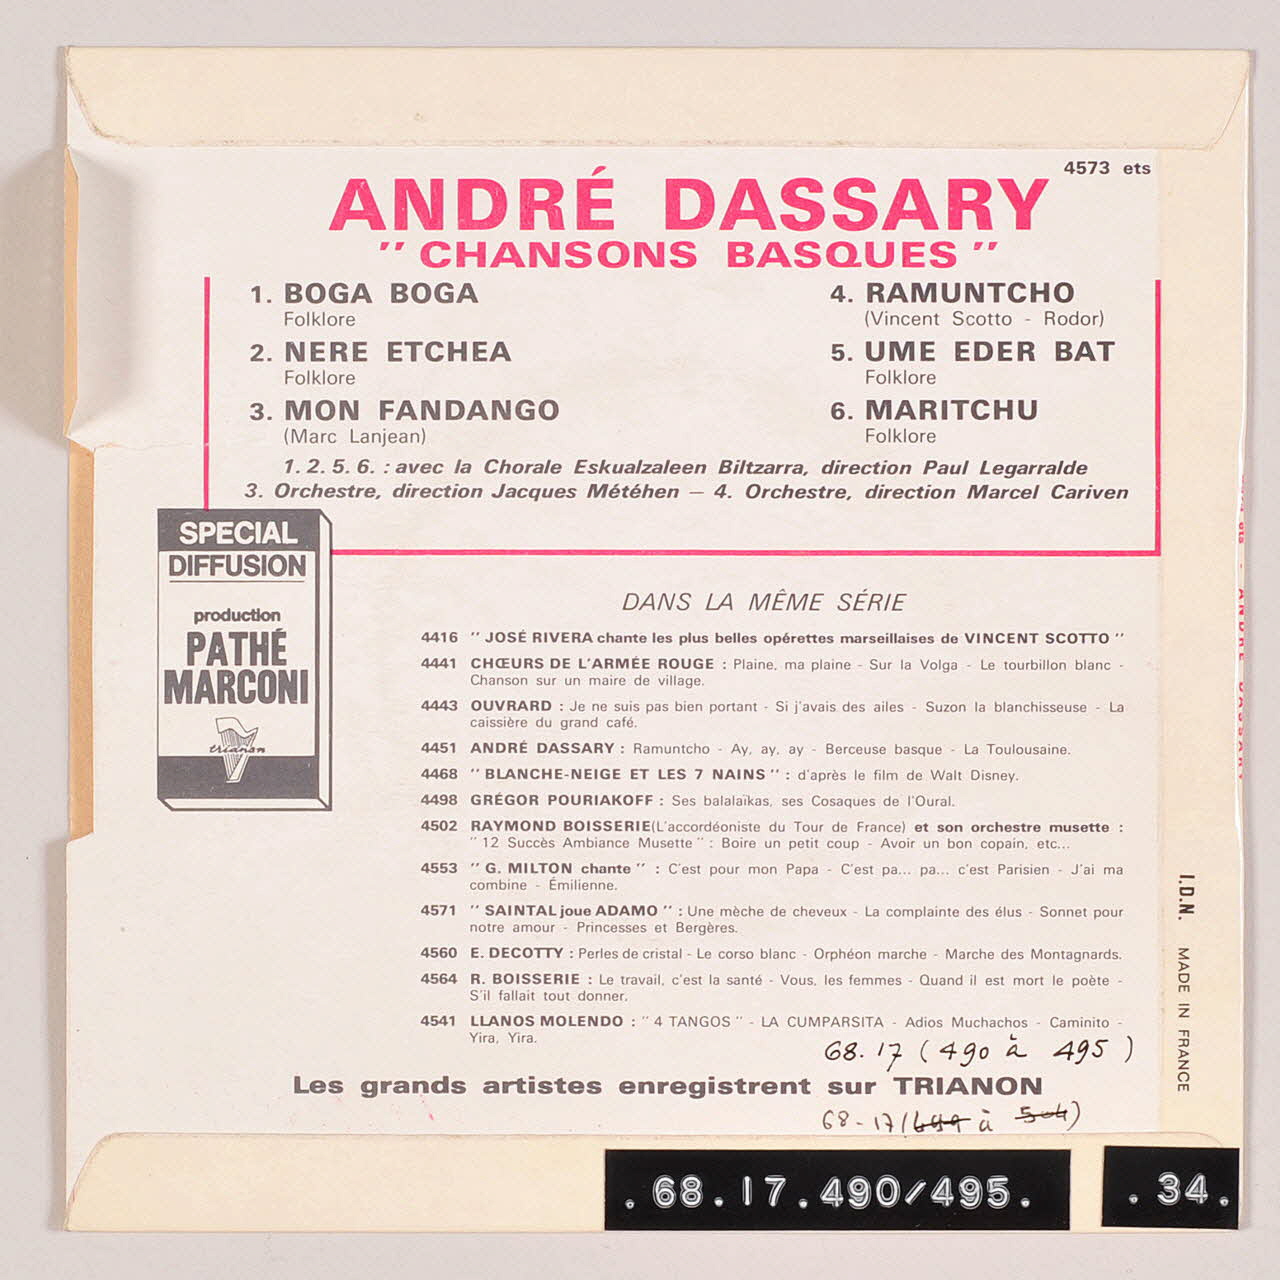 4573 ets
ANDRÉ DASSARY
" CHANSONS BASQUES "
1. BOGA BOGA
Folklore
2. NERE ETCHEA
Folklore
3. MON FANDANGO
(Marc Lanjean)
4. RAMUNTCHO
(Vincent Scotto - Rodor)
5. UME EDER BAT
Folklore
6. MARITCHU
Folklore
1. 2. 5. 6. : avec la Chorale Eskualzaleen Biltzarra, direction Paul Legarralde
3. Orchestre, direction Jacques Météhen – 4. Orchestre, direction Marcel Cariven
SPECIAL
DIFFUSION
production
PATHÉ
MARCONI
trianon
DANS LA MÊME SÉRIE
4416 " JOSÉ RIVERA chante les plus belles opérettes marseillaises de VINCENT SCOTTO "
4441 CHŒURS DE L'ARMÉE ROUGE : Plaine, ma plaine - Sur la Volga - Le tourbillon blanc -
Chanson sur un maire de village.
4443 OUVRARD : Je ne suis pas bien portant - Si j'avais des ailes - Suzon la blanchisseuse - La
caissière du grand café.
4451 ANDRÉ DASSARY : Ramuntcho - Ay, ay, ay - Berceuse basque - La Toulousaine.
4468 " BLANCHE-NEIGE ET LES 7 NAINS " : d'après le film de Walt Disney.
4498 GRÉGOR POURIAKOFF : Ses balalaïkas, ses Cosaques de l'Oural.
4502 RAYMOND BOISSERIE (L'accordéoniste du Tour de France) et son orchestre musette :
" 12 Succès Ambiance Musette " : Boire un petit coup - Avoir un bon copain, etc...
4553 " G. MILTON chante " : C'est pour mon Papa - C'est pa... pa... c'est Parisien - J'ai ma
combine - Émilienne.
4571 " SAINTAL joue ADAMO " : Une mèche de cheveux - La complainte des élus - Sonnet pour
notre amour - Princesses et Bergères.
4560 E. DECOTTY : Perles de cristal - Le corso blanc - Orphéon marche - Marche des Montagnards.
4564 R. BOISSERIE : Le travail, c'est la santé - Vous, les femmes - Quand il est mort le poète -
S'il fallait tout donner.
4541 LLANOS MOLENDO : " 4 TANGOS " - LA CUMPARSITA - Adios Muchachos - Caminito -
Yira, Yira.
68. 17 ( 490 à 495 )
Les grands artistes enregistrent sur TRIANON
68-17 (499 à 504)
I.D.N. MADE IN FRANCE
ANDRÉ DASSARY
.68.17.490/495.
.34.